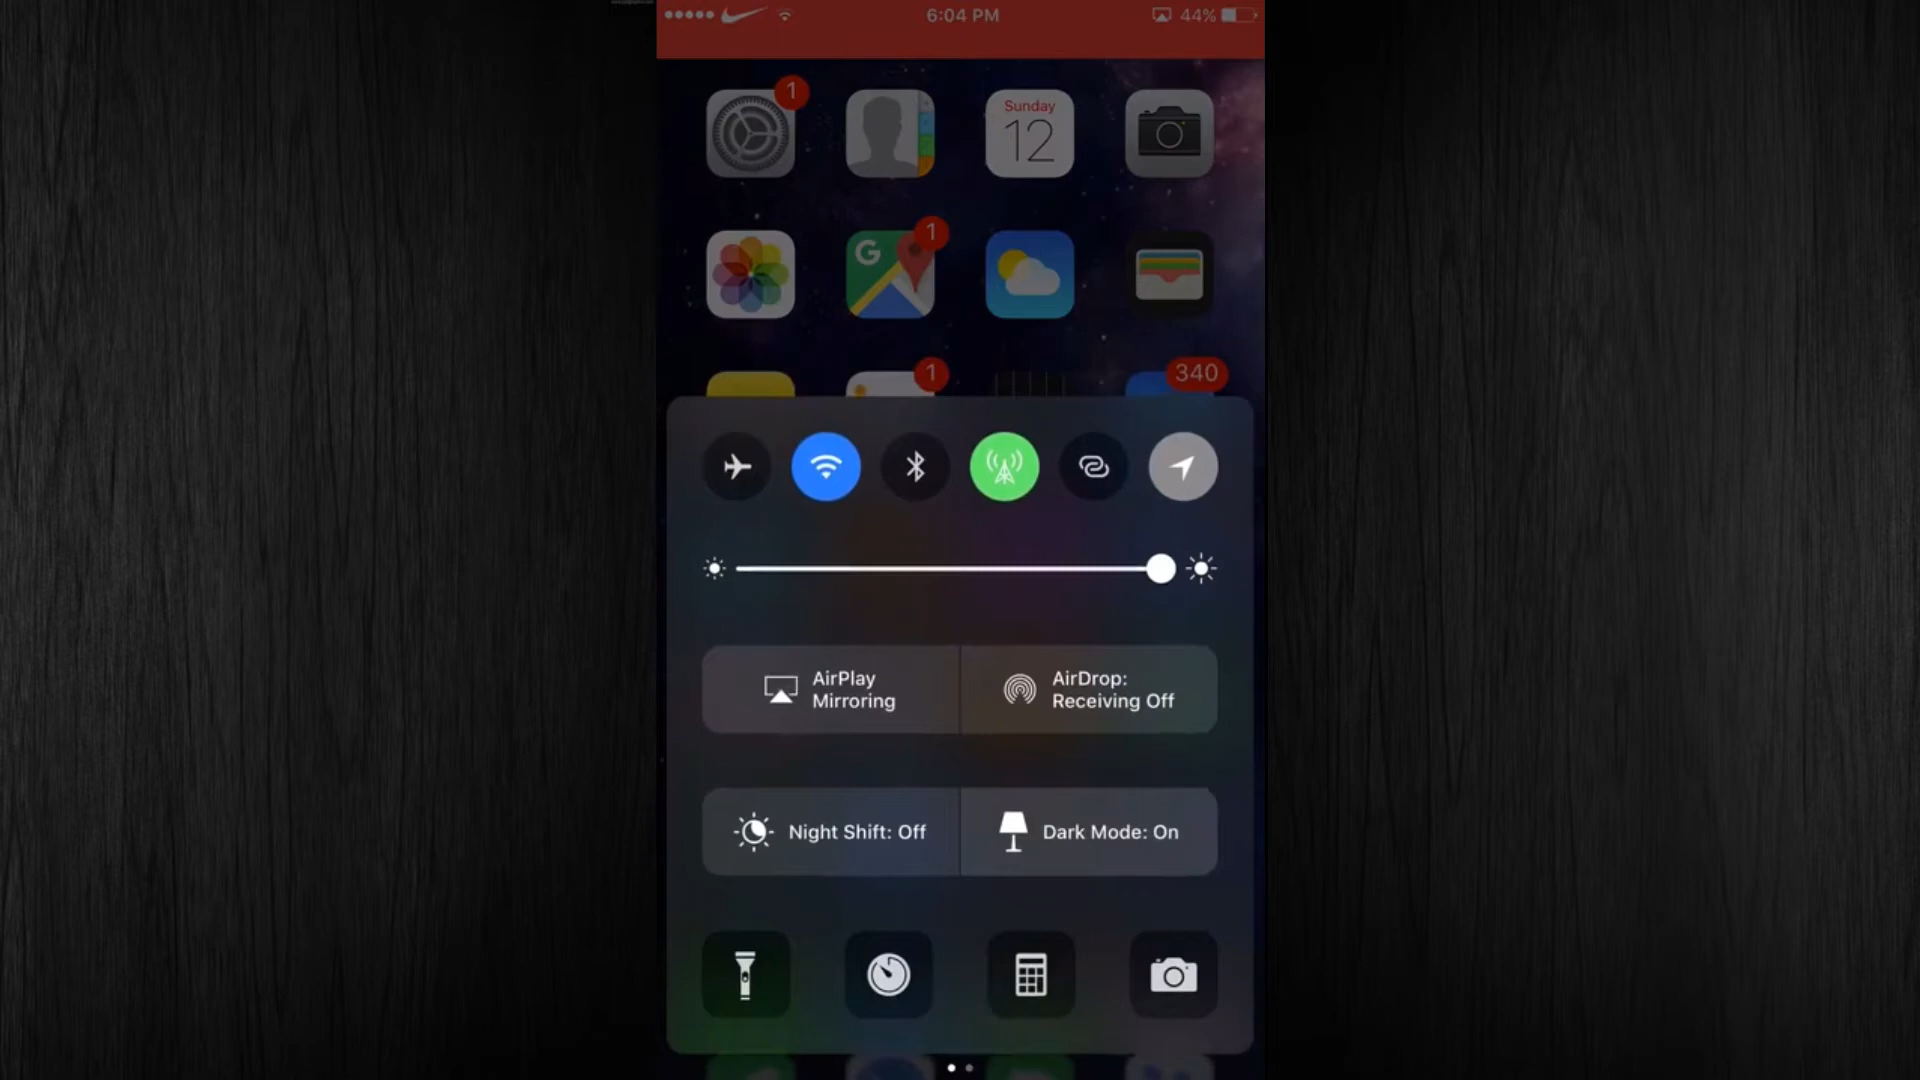 6:04 PM
44%
1
Sunday
12
1
G
1
340
AirPlay
Mirroring
AirDrop:
Receiving Off
Night Shift: Off
Dark Mode: On